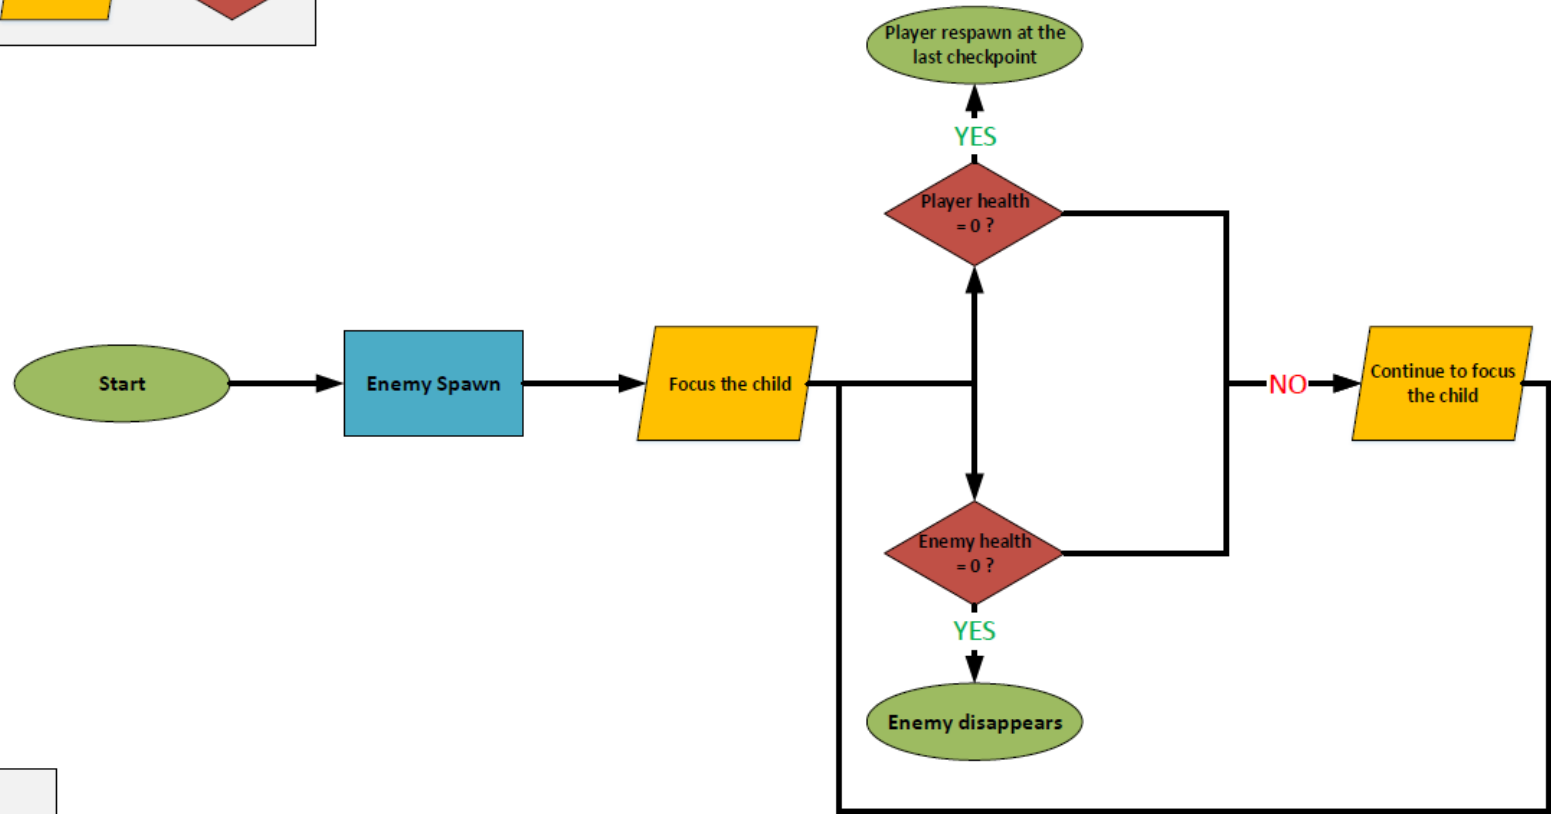 Player respawn at the
last checkpoint
YES
Player health
= 0 ?
Start
Enemy Spawn
Focus the child
NO
Continue to focus
the child
Enemy health
= 0 ?
YES
Enemy disappears